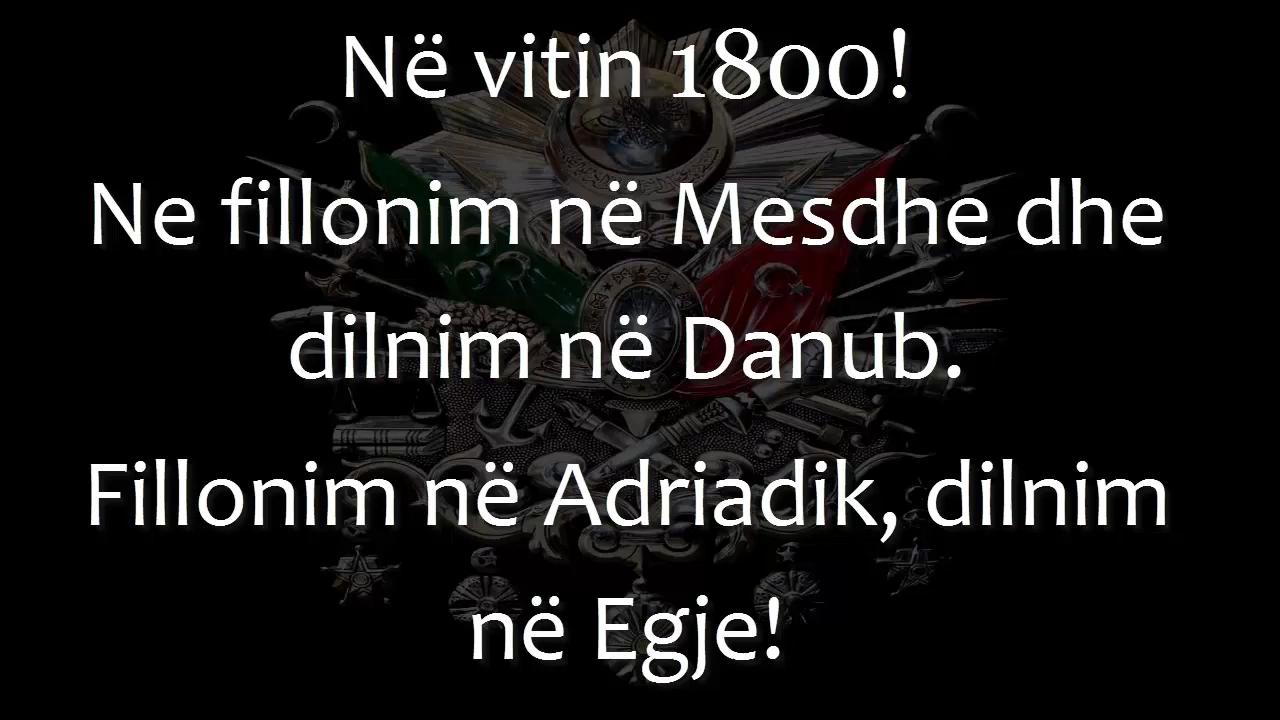 Në vitin 1800!
Ne fillonim në Mesdhe dhe
dilnim në Danub.
Fillonim në Adriadik, dilnim
në Egje!